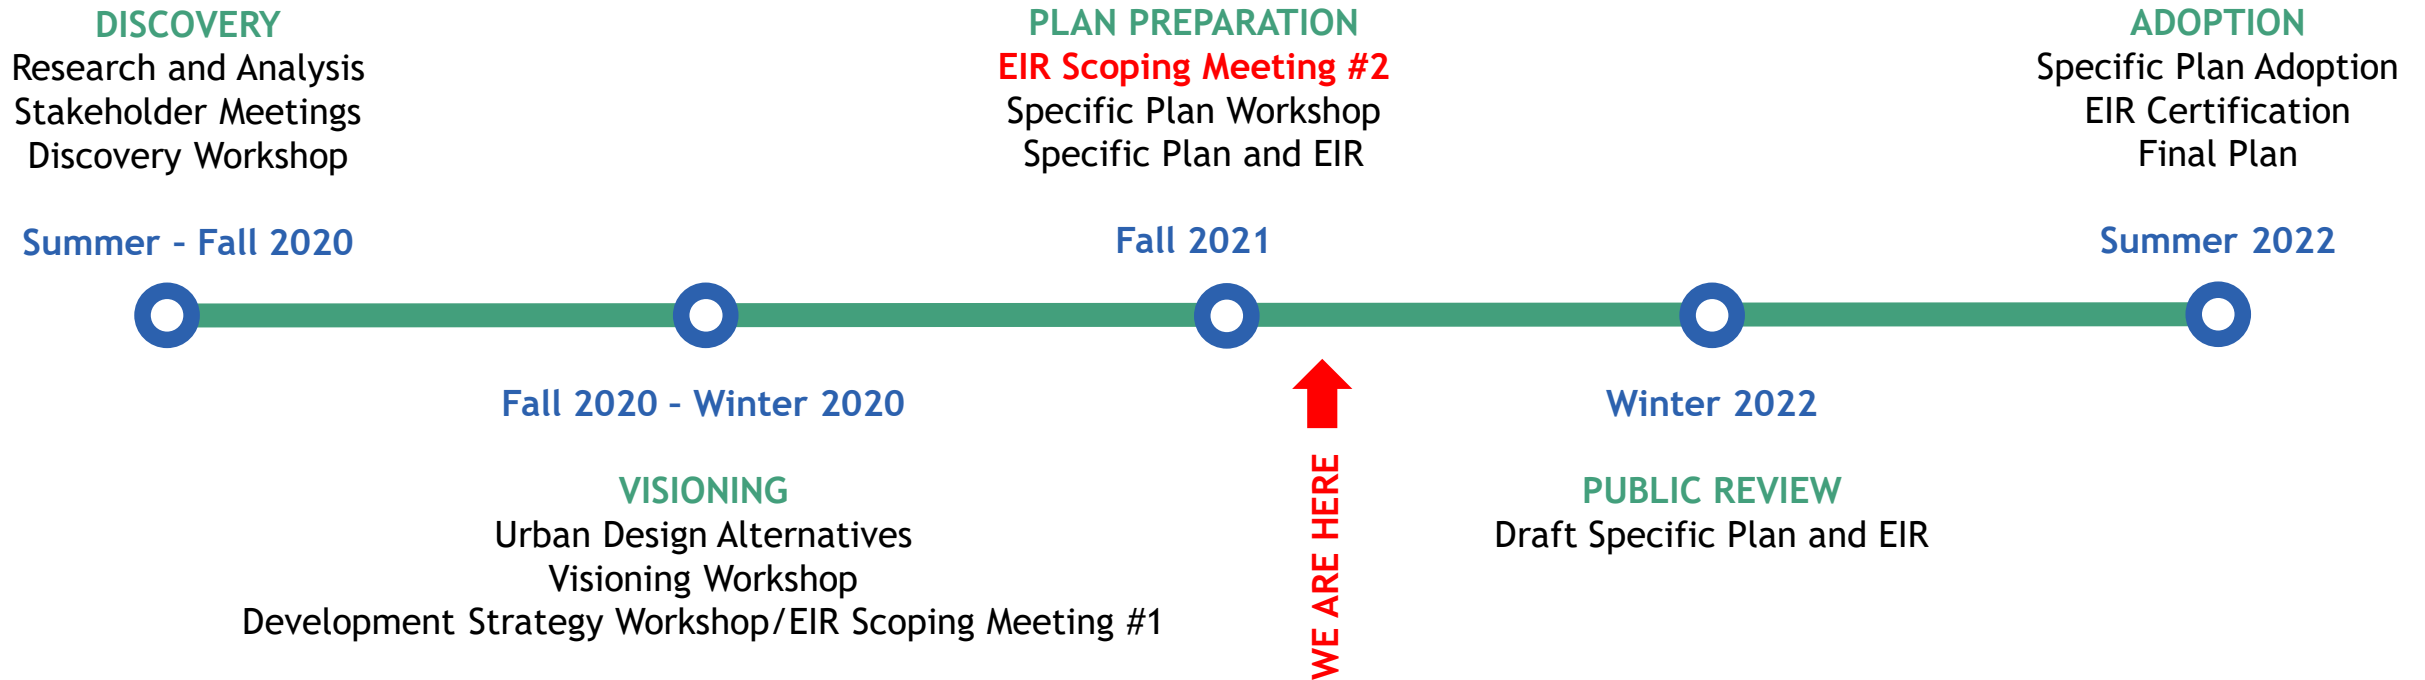 DISCOVERY
Research and Analysis
Stakeholder Meetings
Discovery Workshop
Summer – Fall 2020
Fall 2020 – Winter 2020
VISIONING
Urban Design Alternatives
Visioning Workshop
Development Strategy Workshop/EIR Scoping Meeting #1
PLAN PREPARATION
EIR Scoping Meeting #2
Specific Plan Workshop
Specific Plan and EIR
Fall 2021
WE ARE HERE
Winter 2022
PUBLIC REVIEW
Draft Specific Plan and EIR
ADOPTION
Specific Plan Adoption
EIR Certification
Final Plan
Summer 2022